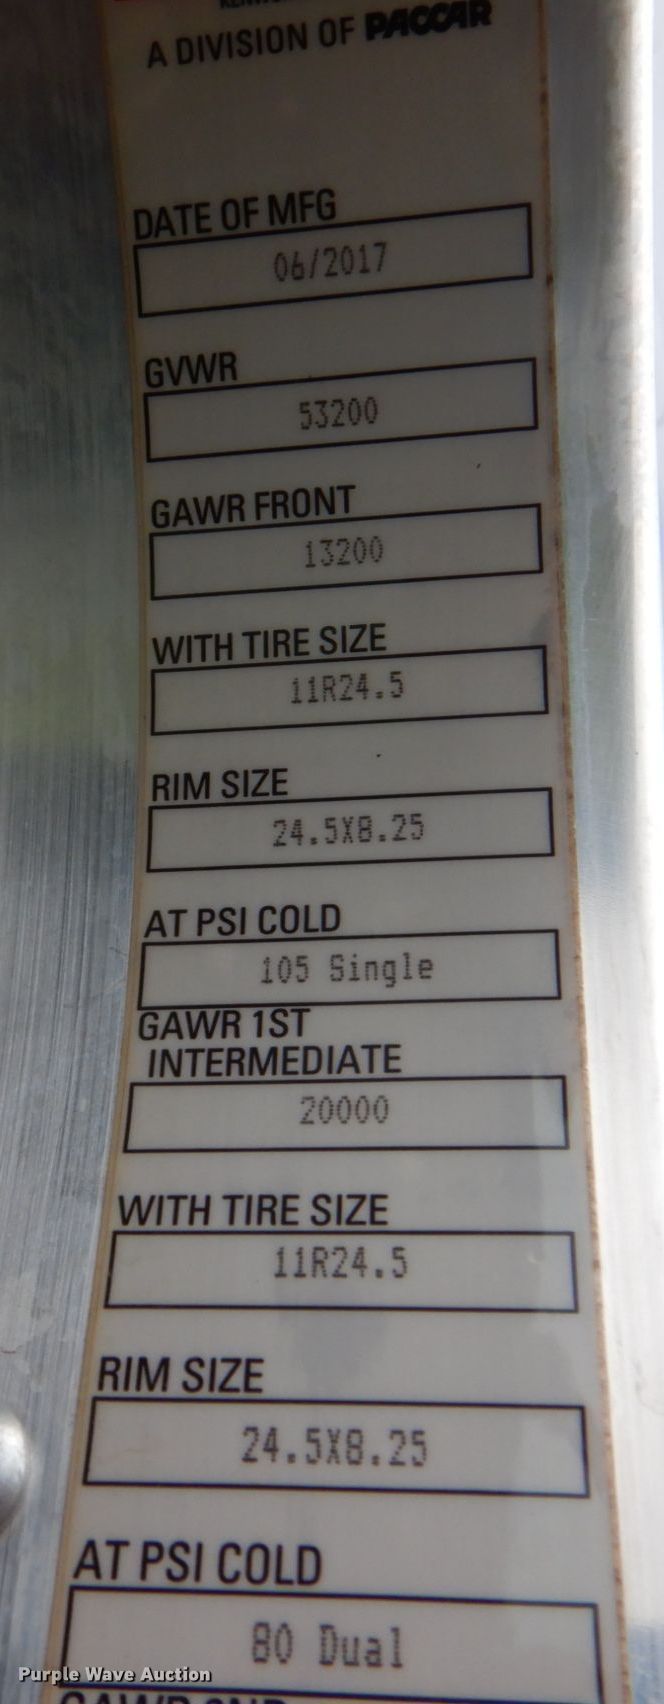 A DIVISION OF PACCAR
DATE OF MFG
06/2017
GVWR
53200
GAWR FRONT
13200
WITH TIRE SIZE
11R24.5
RIM SIZE
24.5X8.25
AT PSI COLD
105 Single
GAWR 1ST
INTERMEDIATE
20000
WITH TIRE SIZE
11R24.5
RIM SIZE
24.5X8.25
AT PSI COLD
80 Dual
Purple Wave Auction
GAWR 2ND